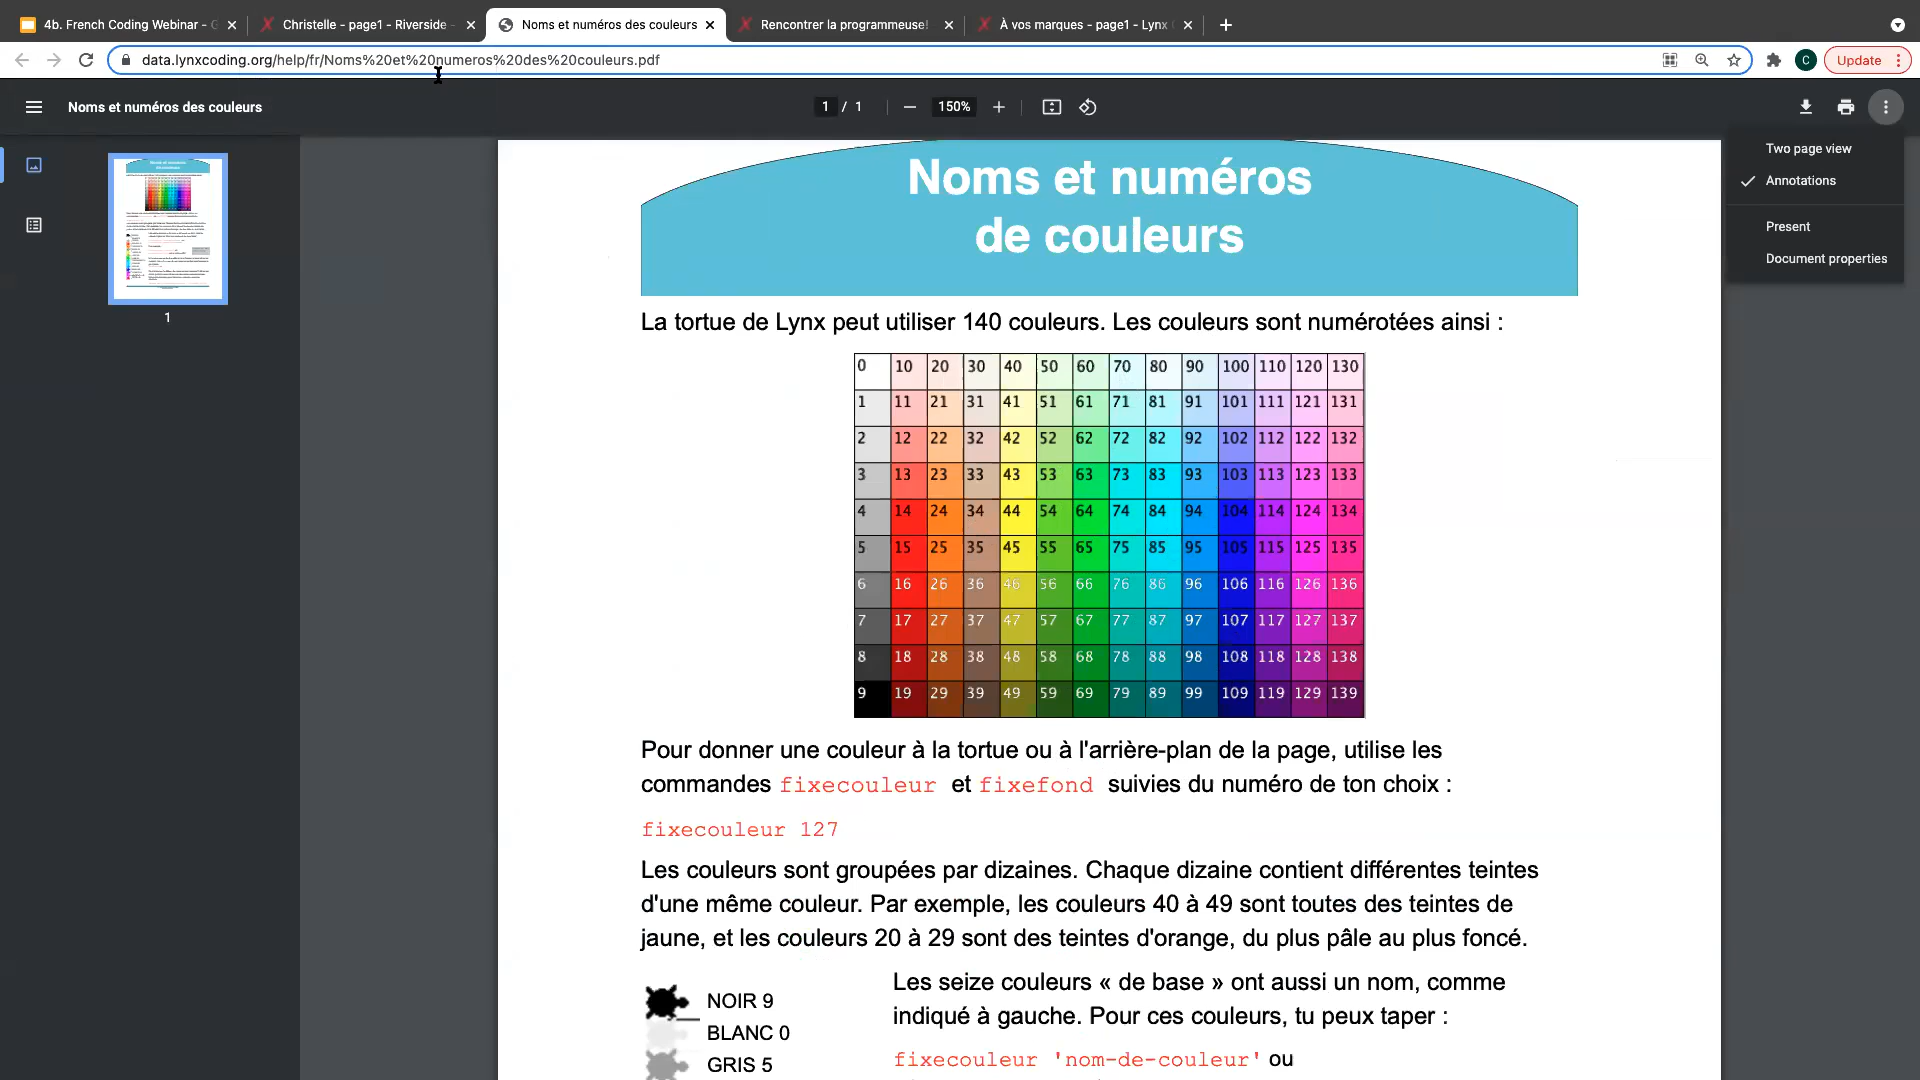 4b. French Coding Webinar - G
Christelle - page1 - Riverside -
Noms et numéros des couleurs
Rencontrer la programmeuse!
À vos marques - page1 - Lynx
data.lynxcoding.org/help/fr/Noms%20et%20numeros%20des%20couleurs.pdf
C
Update
Noms et numéros des couleurs
1 / 1
150%
Two page view
Annotations
Present
Document properties
1
Noms et numéros
de couleurs
La tortue de Lynx peut utiliser 140 couleurs. Les couleurs sont numérotées ainsi :
0 10 20 30 40 50 60 70 80 90 100 110 120 130
1 11 21 31 41 51 61 71 81 91 101 111 121 131
2 12 22 32 42 52 62 72 82 92 102 112 122 132
3 13 23 33 43 53 63 73 83 93 103 113 123 133
4 14 24 34 44 54 64 74 84 94 104 114 124 134
5 15 25 35 45 55 65 75 85 95 105 115 125 135
6 16 26 36 46 56 66 76 86 96 106 116 126 136
7 17 27 37 47 57 67 77 87 97 107 117 127 137
8 18 28 38 48 58 68 78 88 98 108 118 128 138
9 19 29 39 49 59 69 79 89 99 109 119 129 139
Pour donner une couleur à la tortue ou à l'arrière-plan de la page, utilise les
commandes fixecouleur et fixefond suivies du numéro de ton choix :
fixecouleur 127
Les couleurs sont groupées par dizaines. Chaque dizaine contient différentes teintes
d'une même couleur. Par exemple, les couleurs 40 à 49 sont toutes des teintes de
jaune, et les couleurs 20 à 29 sont des teintes d'orange, du plus pâle au plus foncé.
NOIR 9
BLANC 0
GRIS 5
Les seize couleurs « de base » ont aussi un nom, comme
indiqué à gauche. Pour ces couleurs, tu peux taper :
fixecouleur 'nom-de-couleur' ou